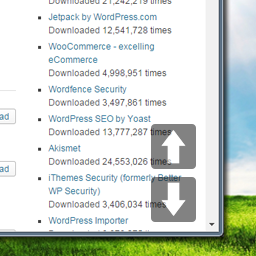 Downloaded 21,242,219 times
Jetpack by WordPress.com
Downloaded 12,541,728 times
WooCommerce - excelling
eCommerce
Downloaded 4,998,951 times
Wordfence Security
Downloaded 3,497,861 times
WordPress SEO by Yoast
Downloaded 13,777,287 times
Akismet
Downloaded 24,553,026 times
iThemes Security (formerly Better
WP Security)
Downloaded 3,406,034 times
WordPress Importer
ad
ad